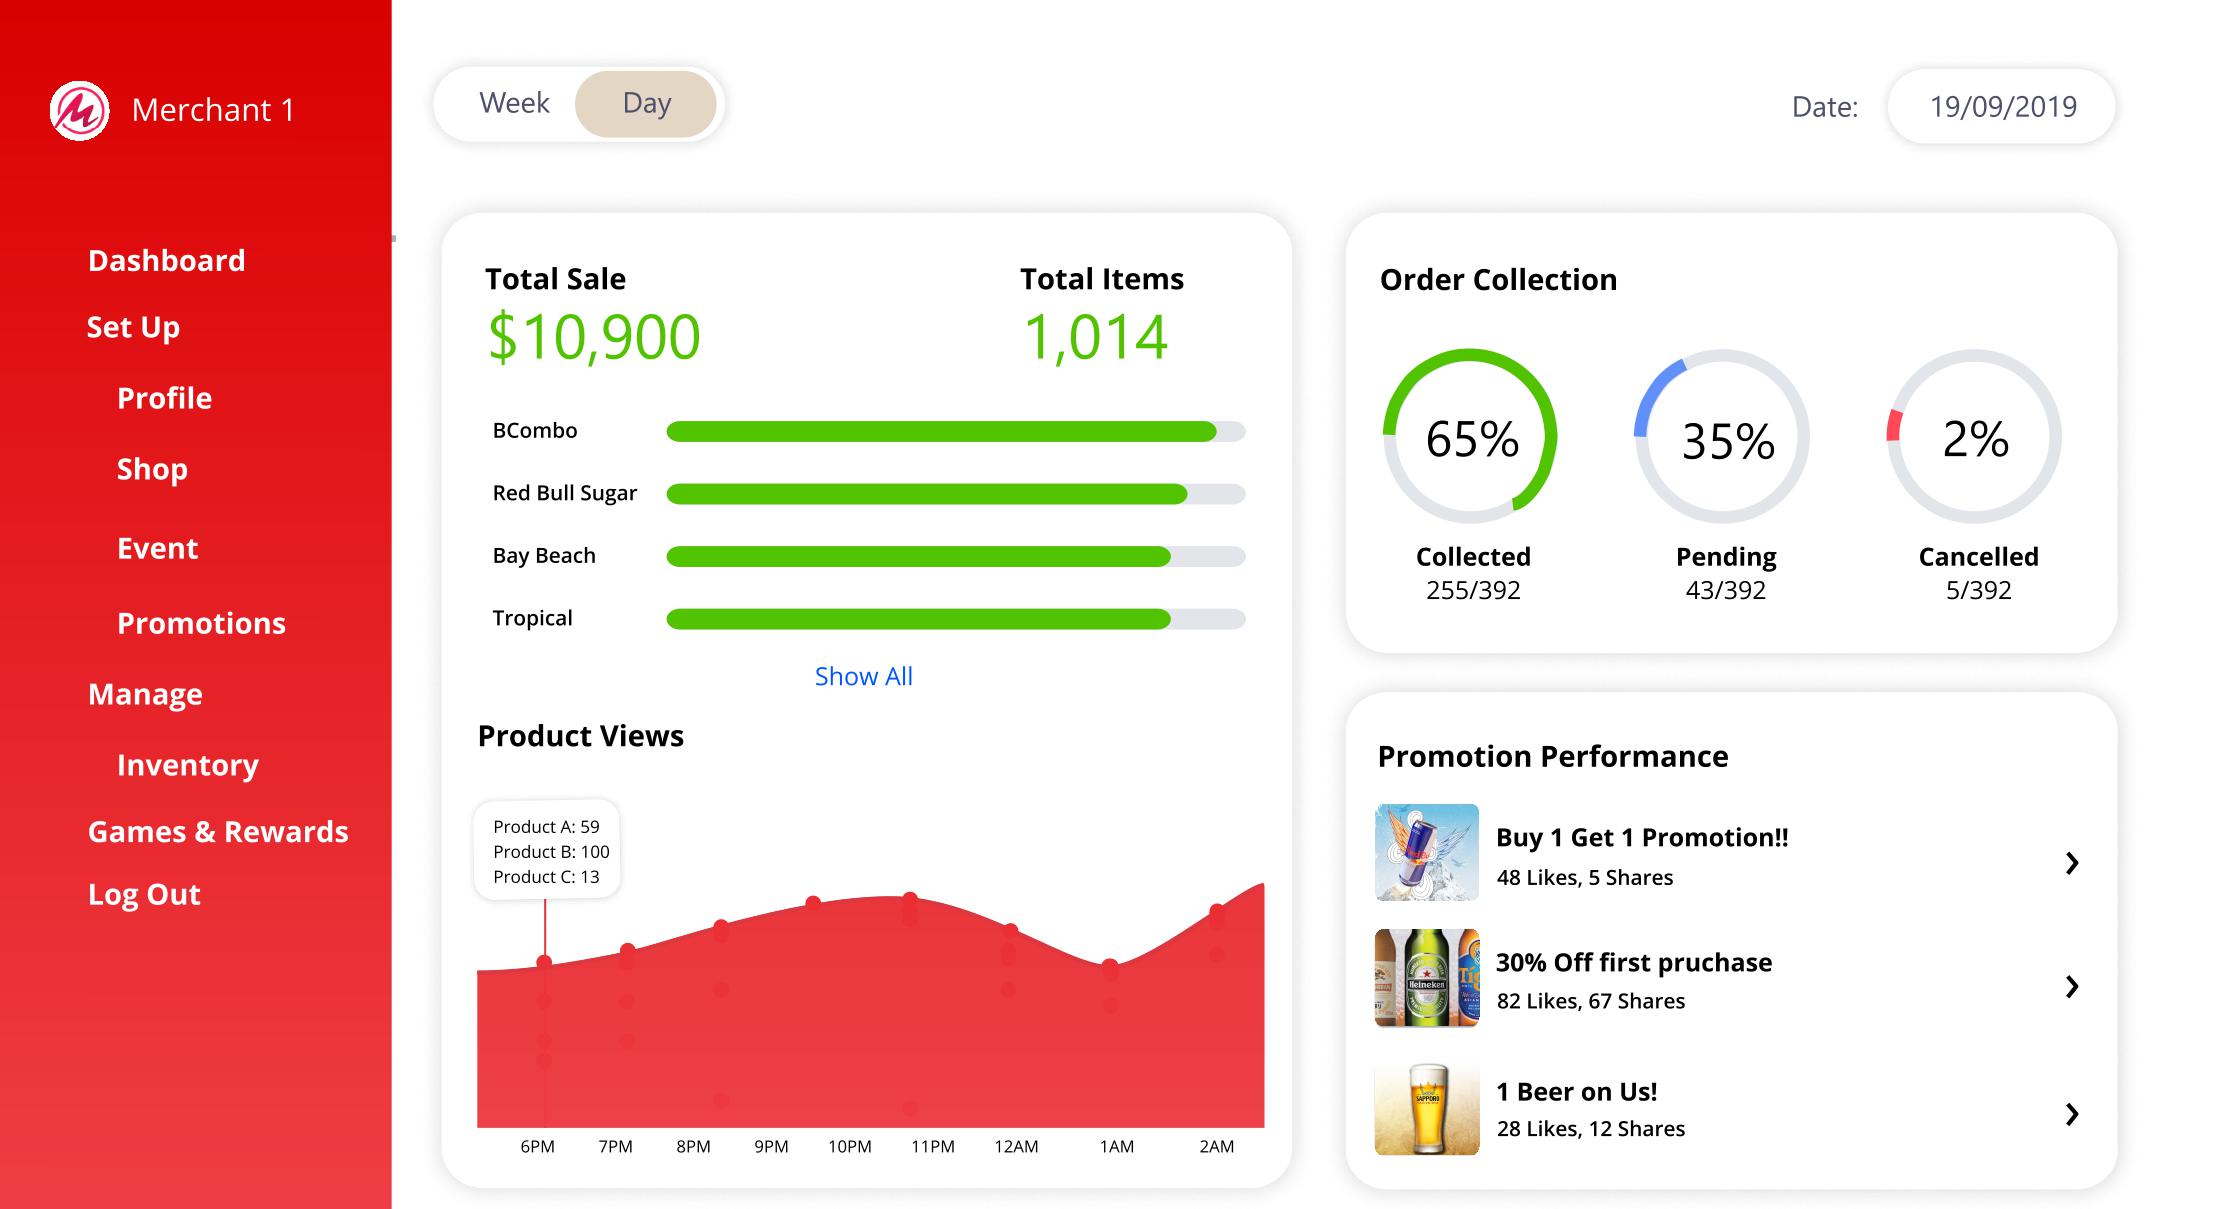 Merchant 1
Dashboard
Set Up
Profile
Shop
Event
Promotions
Manage
Inventory
Games & Rewards
Log Out
Week
Day
Date:
19/09/2019
Total Sale
$10,900
Total Items
1,014
BCombo
Red Bull Sugar
Bay Beach
Tropical
Show All
Product Views
Product A: 59
Product B: 100
Product C: 13
6PM
7PM
8PM
9PM
10PM
11PM
12AM
1AM
2AM
Order Collection
65%
35%
2%
Collected
255/392
Pending
43/392
Cancelled
5/392
Promotion Performance
Buy 1 Get 1 Promotion!!
48 Likes, 5 Shares
Heineken
30% Off first pruchase
82 Likes, 67 Shares
SAPPORO
1 Beer on Us!
28 Likes, 12 Shares